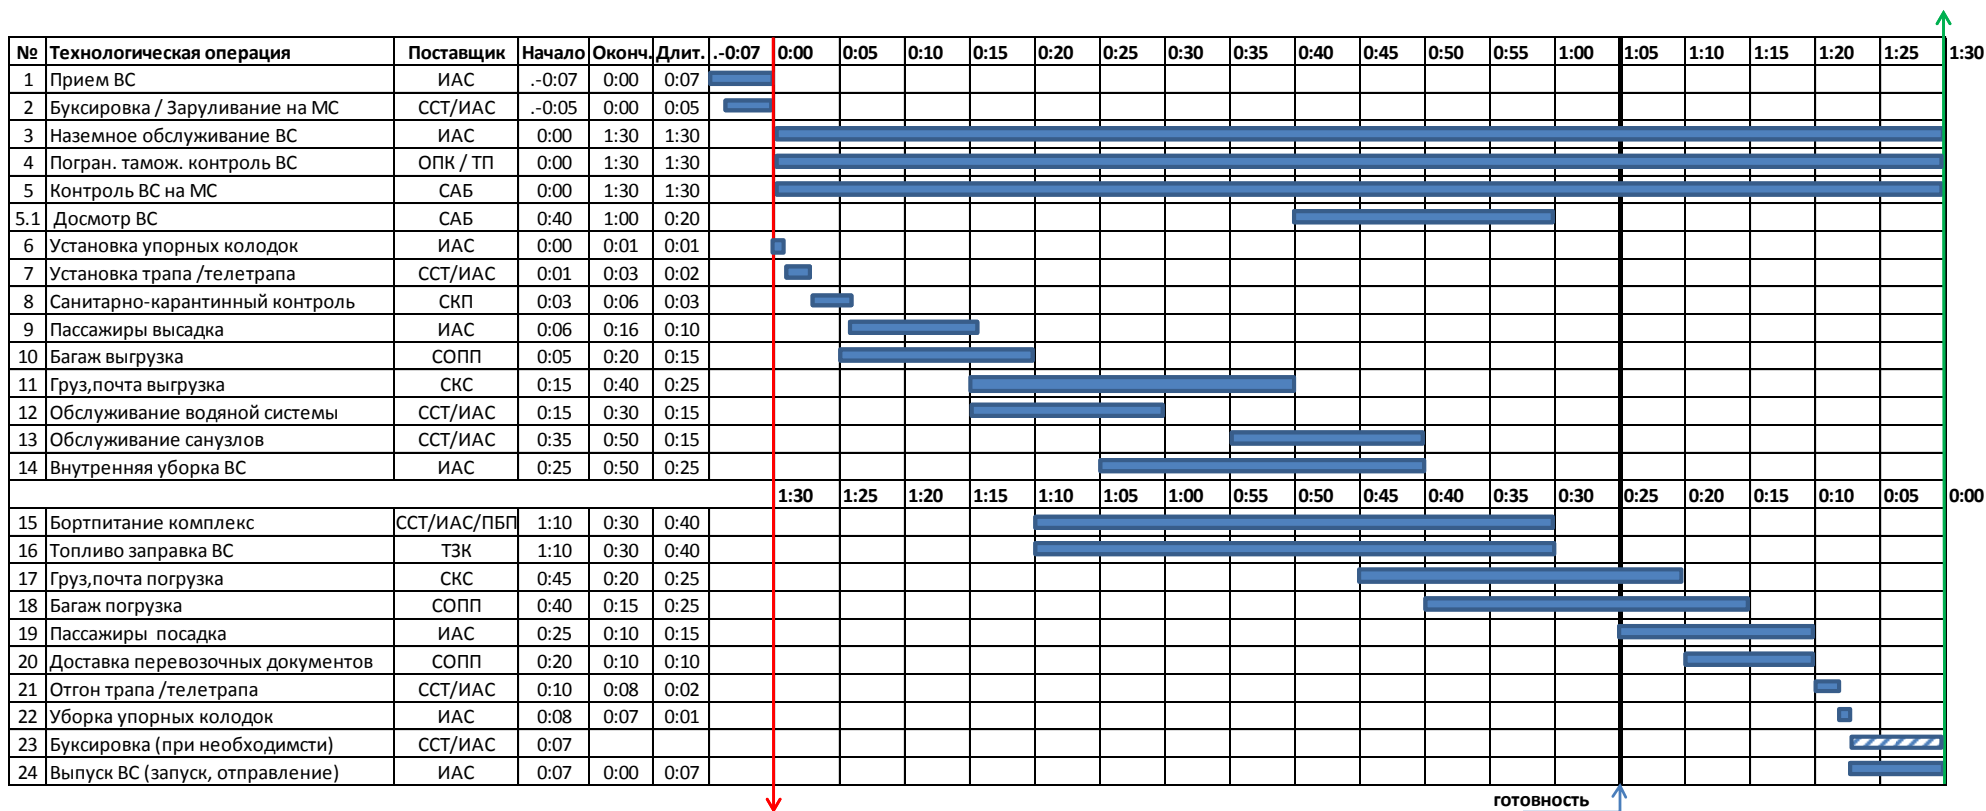 № Технологическая операция Поставщик Начало Оконч. Длит. .-0:07 0:00 0:05 0:10 0:15 0:20 0:25 0:30 0:35 0:40 0:45 0:50 0:55 1:00 1:05 1:10 1:15 1:20 1:25 1:30
1 Прием ВС ИАС .-0:07 0:00 0:07
2 Буксировка / Заруливание на МС ССТ/ИАС .-0:05 0:00 0:05
3 Наземное обслуживание ВС ИАС 0:00 1:30 1:30
4 Погран. тамож. контроль ВС ОПК / ТП 0:00 1:30 1:30
5 Контроль ВС на МС САБ 0:00 1:30 1:30
5.1 Досмотр ВС САБ 0:40 1:00 0:20
6 Установка упорных колодок ИАС 0:00 0:01 0:01
7 Установка трапа /телетрапа ССТ/ИАС 0:01 0:03 0:02
8 Санитарно-карантинный контроль СКП 0:03 0:06 0:03
9 Пассажиры высадка ИАС 0:06 0:16 0:10
10 Багаж выгрузка СОПП 0:05 0:20 0:15
11 Груз,почта выгрузка СКС 0:15 0:40 0:25
12 Обслуживание водяной системы ССТ/ИАС 0:15 0:30 0:15
13 Обслуживание санузлов ССТ/ИАС 0:35 0:50 0:15
14 Внутренняя уборка ВС ИАС 0:25 0:50 0:25
1:30 1:25 1:20 1:15 1:10 1:05 1:00 0:55 0:50 0:45 0:40 0:35 0:30 0:25 0:20 0:15 0:10 0:05 0:00
15 Бортпитание комплекс ССТ/ИАС/ПБП 1:10 0:30 0:40
16 Топливо заправка ВС ТЗК 1:10 0:30 0:40
17 Груз,почта погрузка СКС 0:45 0:20 0:25
18 Багаж погрузка СОПП 0:40 0:15 0:25
19 Пассажиры посадка ИАС 0:25 0:10 0:15
20 Доставка перевозочных документов СОПП 0:20 0:10 0:10
21 Отгон трапа /телетрапа ССТ/ИАС 0:10 0:08 0:02
22 Уборка упорных колодок ИАС 0:08 0:07 0:01
23 Буксировка (при необходимсти) ССТ/ИАС 0:07
24 Выпуск ВС (запуск, отправление) ИАС 0:07 0:00 0:07
готовность